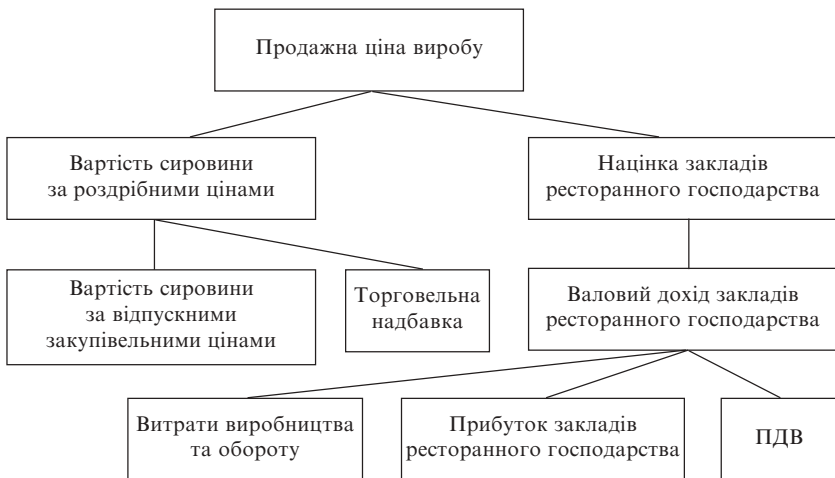 Продажна ціна виробу
Вартість сировини
за роздрібними цінами
Націнка закладів
ресторанного господарства
Вартість сировини
за відпускними
закупівельними цінами
Торговельна
надбавка
Валовий дохід закладів
ресторанного господарства
Витрати виробництва
та обороту
Прибуток закладів
ресторанного господарства
ПДВ